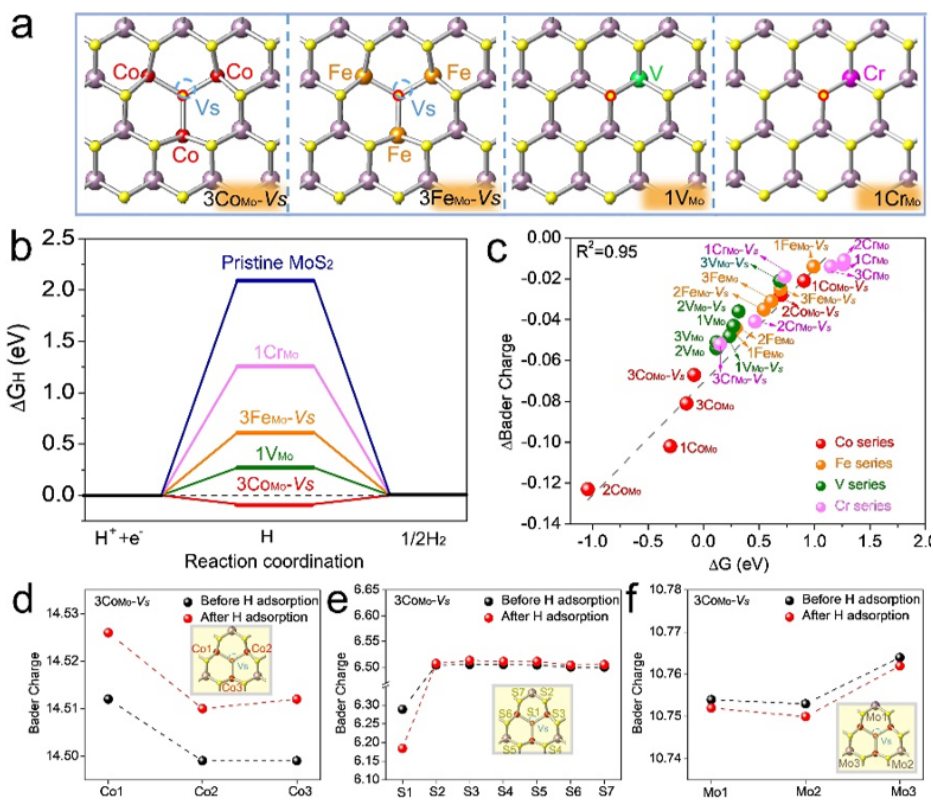 a
Co
Co
Vs
Co
3CoMo-Vs
Fe
Fe
Vs
Fe
3FeMo-Vs
V
1VMo
Cr
1CrMo
b
ΔGH (eV)
2.5
2.0
1.5
1.0
0.5
0.0
Pristine MoS2
1CrMo
3FeMo-Vs
1VMo
3CoMo-Vs
H+ +e-
H
1/2H2
Reaction coordination
c
ΔBader Charge
-0.00
-0.02
-0.04
-0.06
-0.08
-0.10
-0.12
-0.14
R2=0.95
1FeMo-Vs
2CrMo
1CrMo-Vs
1CrMo
3VMo-Vs
3CrMo
3FeMo
1CoMo-Vs
2FeMo-Vs
3FeMo-Vs
2VMo-Vs
2CoMo-Vs
1VMo
2CrMo-Vs
3VMo
2FeMo
1FeMo
2VMo
1VMo-Vs
3CrMo-Vs
3CoMo-Vs
3CoMo
1CoMo
2CoMo
Co series
Fe series
V series
Cr series
-1.0
-0.5
0.0
0.5
1.0
1.5
2.0
ΔG (eV)
d
3CoMo-Vs
Before H adsorption
After H adsorption
Bader Charge
14.53
14.52
14.51
14.50
Co1
Co2
Vs
Co3
Co1
Co2
Co3
e
3CoMo-Vs
Before H adsorption
After H adsorption
Bader Charge
6.65
6.60
6.55
6.50
6.30
6.25
6.20
6.15
6.10
S7
S2
S6
S1
S3
Vs
S5
S4
S1
S2
S3
S4
S5
S6
S7
f
3CoMo-Vs
Before H adsorption
After H adsorption
Bader Charge
10.78
10.77
10.76
10.75
10.74
Mo1
Vs
Mo3
Mo2
Mo1
Mo2
Mo3